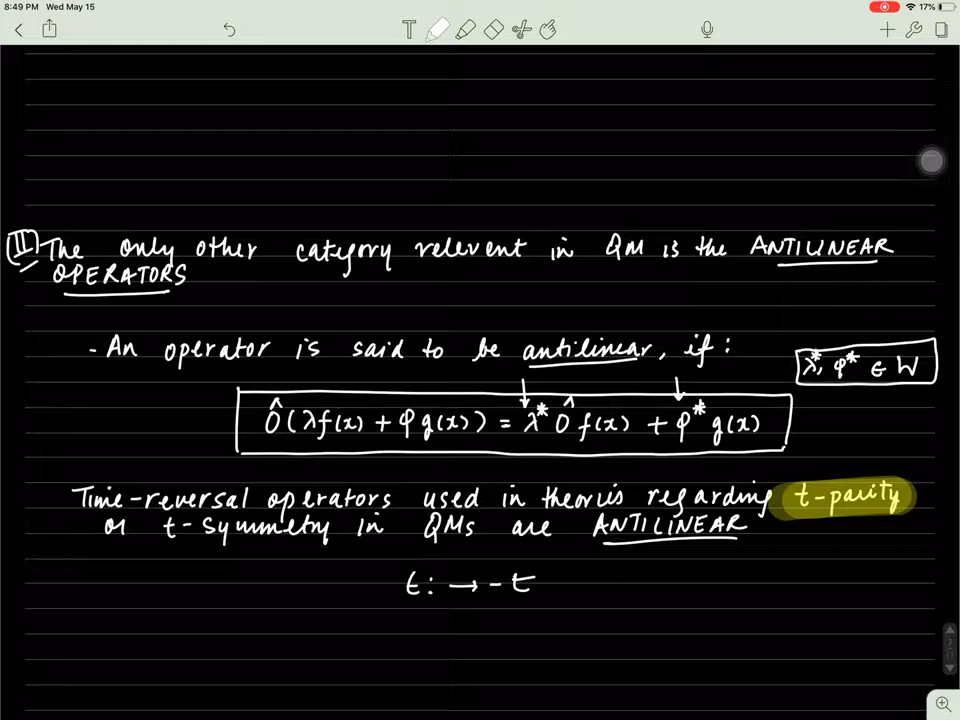 8:49 PM Wed May 15
17%
T
II The only other category relevent in QM is the ANTILINEAR
OPERATORS
- An operator is said to be antilinear, if :
λ*, φ* ∈ W
Ô(λf(x) + φg(x)) = λ* Ô f(x) + φ* g(x)
Time-reversal operators used in theoris regarding t-parity
or t-symmetry in QMs are ANTILINEAR
t: → -t